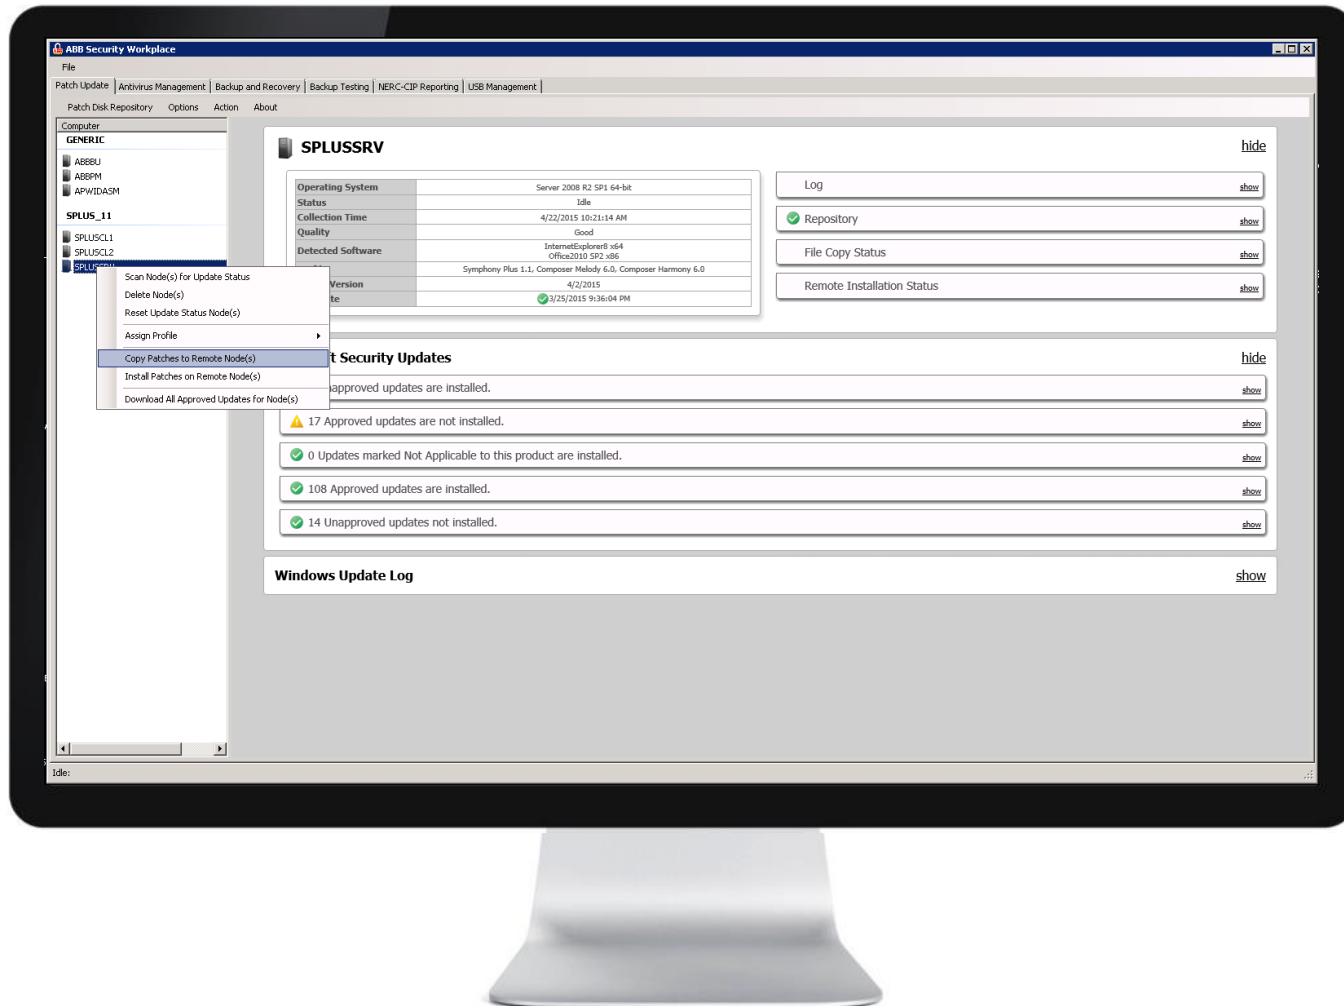 ABB Security Workplace
File
Patch Update Antivirus Management Backup and Recovery Backup Testing NERC-CIP Reporting USB Management
Patch Disk Repository Options Action About
Computer
GENERIC
ABBBU
ABBPM
APWIDASM
SPLUS_11
SPLUSCL1
SPLUSCL2
Scan Node(s) for Update Status
Delete Node(s)
Reset Update Status Node(s)
Assign Profile
Copy Patches to Remote Node(s)
Install Patches on Remote Node(s)
Download All Approved Updates for Node(s)
SPLUSSRV hide
Operating System Server 2008 R2 SP1 64-bit
Status Idle
Collection Time 4/22/2015 10:21:14 AM
Quality Good
Detected Software InternetExplorer8 x64
Office2010 SP2 x86
Symphony Plus 1.1, Composer Melody 6.0, Composer Harmony 6.0
Version 4/2/2015
3/25/2015 9:36:04 PM
Log show
Repository show
File Copy Status show
Remote Installation Status show
Security Updates hide
updates are installed. show
17 Approved updates are not installed. show
0 Updates marked Not Applicable to this product are installed. show
108 Approved updates are installed. show
14 Unapproved updates not installed. show
Windows Update Log show
Idle: